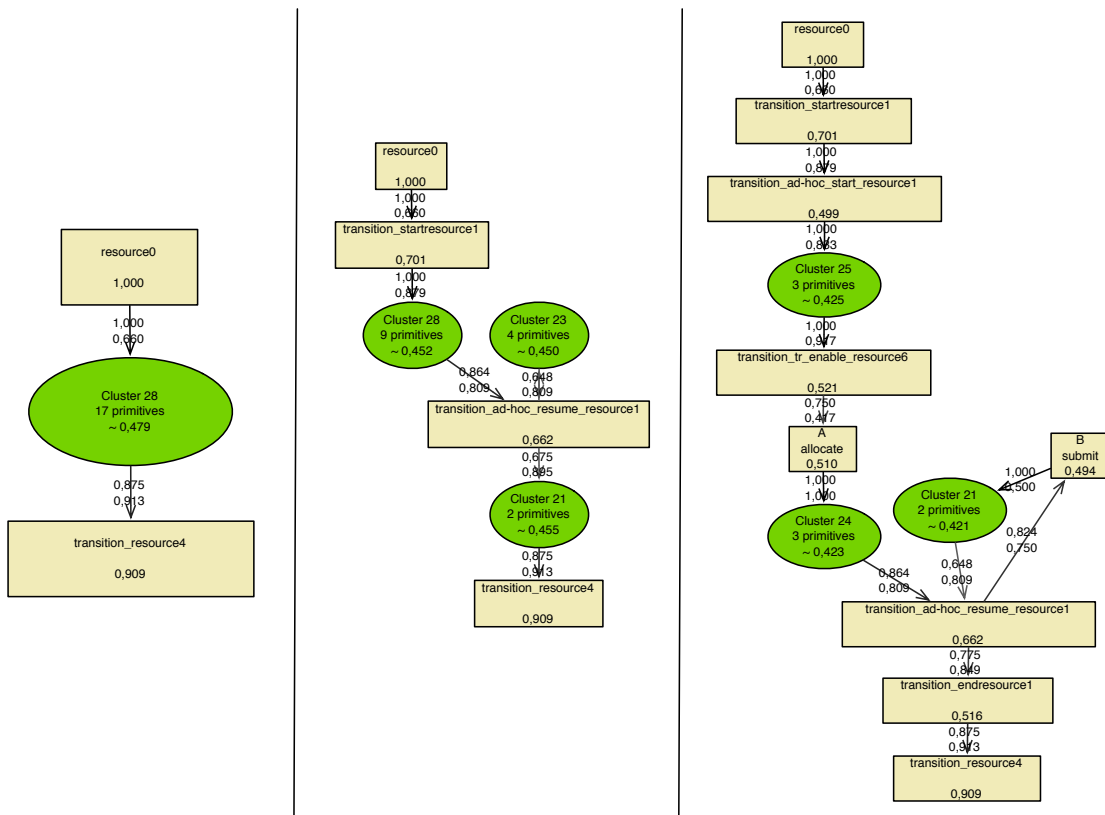 resource0
1,000
1,000
0,660
Cluster 28
17 primitives
~ 0,479
0,875
0,913
transition_resource4
0,909
resource0
1,000
1,000
0,660
transition_startresource1
0,701
1,000
0,879
Cluster 28
9 primitives
~ 0,452
Cluster 23
4 primitives
~ 0,450
0,864
0,809
0,648
0,809
transition_ad-hoc_resume_resource1
0,662
0,675
0,895
Cluster 21
2 primitives
~ 0,455
0,875
0,913
transition_resource4
0,909
resource0
1,000
1,000
0,660
transition_startresource1
0,701
1,000
0,879
transition_ad-hoc_start_resource1
0,499
1,000
0,883
Cluster 25
3 primitives
~ 0,425
1,000
0,917
transition_tr_enable_resource6
0,521
0,750
0,417
A
allocate
0,510
B
submit
0,494
1,000
1,000
1,000
0,500
Cluster 24
3 primitives
~ 0,423
Cluster 21
2 primitives
~ 0,421
0,824
0,750
0,864
0,809
0,648
0,809
transition_ad-hoc_resume_resource1
0,662
0,775
0,849
transition_endresource1
0,516
0,875
0,913
transition_resource4
0,909